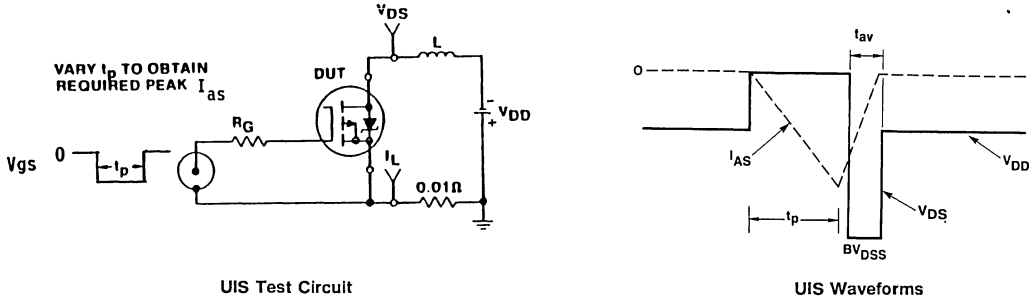 VDS
L
VARY tp TO OBTAIN
REQUIRED PEAK Ias
DUT
-
+
VDD
RG
Vgs
0
tp
IL
0.01Ω
UIS Test Circuit
tav
0
IAS
VDD
tp
VDS
BVDSS
UIS Waveforms